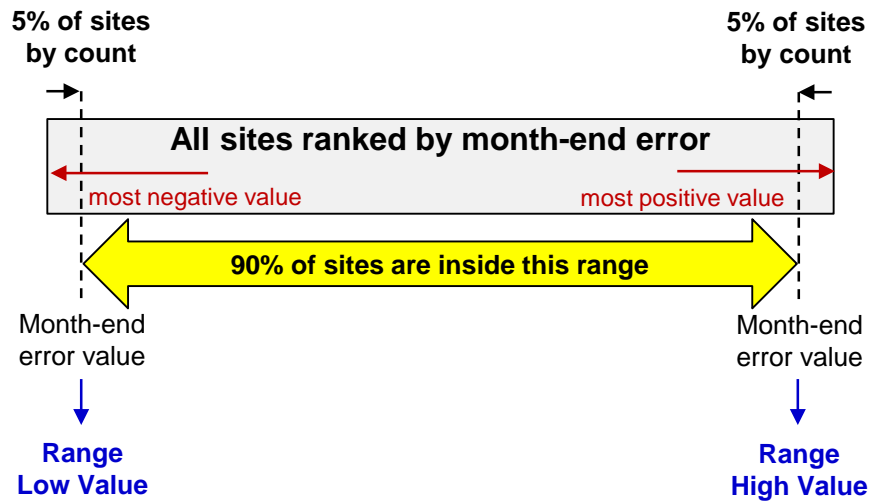 5% of sites
by count
5% of sites
by count
All sites ranked by month-end error
most negative value
most positive value
90% of sites are inside this range
Month-end
error value
Month-end
error value
Range
Low Value
Range
High Value